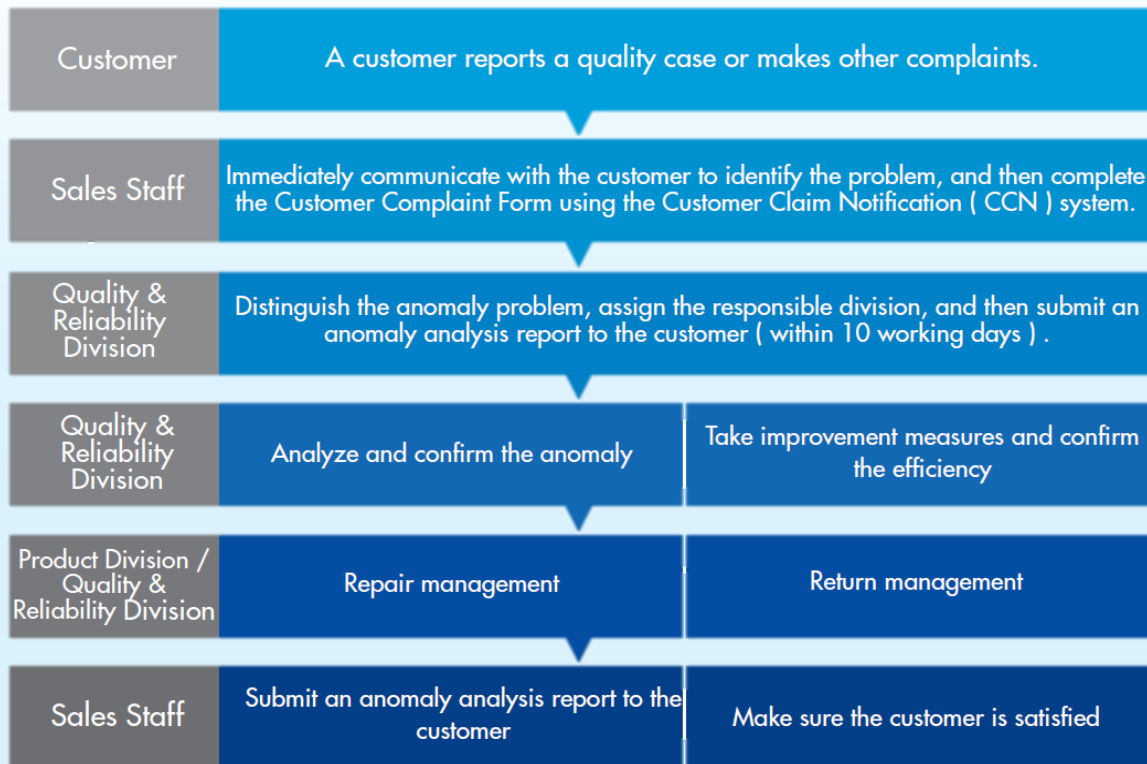 Customer
A customer reports a quality case or makes other complaints.
Sales Staff
Immediately communicate with the customer to identify the problem, and then complete
the Customer Complaint Form using the Customer Claim Notification ( CCN ) system.
Quality &
Reliability
Division
Distinguish the anomaly problem, assign the responsible division, and then submit an
anomaly analysis report to the customer ( within 10 working days ) .
Quality &
Reliability
Division
Analyze and confirm the anomaly
Take improvement measures and confirm
the efficiency
Product Division /
Quality &
Reliability Division
Repair management
Return management
Sales Staff
Submit an anomaly analysis report to the
customer
Make sure the customer is satisfied